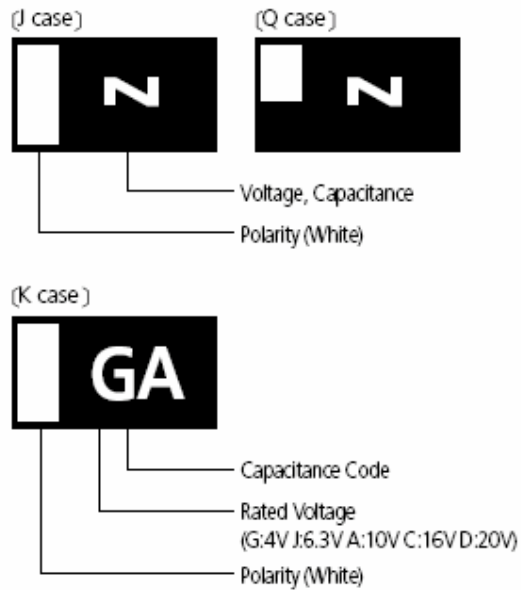 (J case)
(Q case)
N
N
Voltage, Capacitance
Polarity (White)
(K case)
GA
Capacitance Code
Rated Voltage
(G:4V J:6.3V A:10V C:16V D:20V)
Polarity (White)